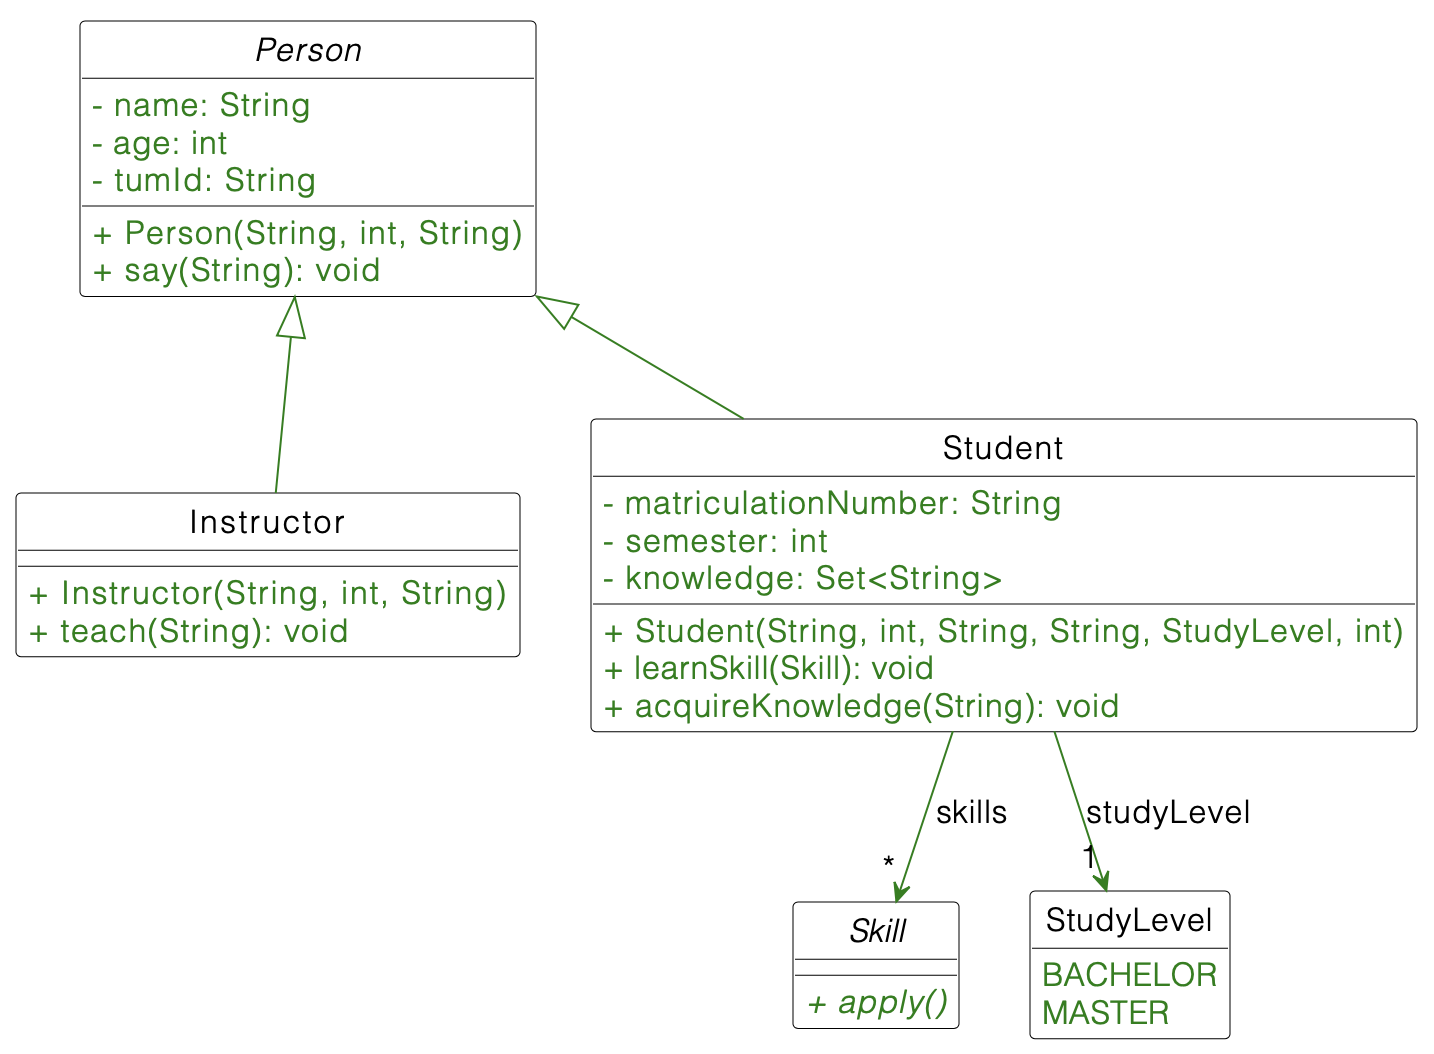 Person
- name: String
- age: int
- tumId: String
+ Person(String, int, String)
+ say(String): void
Student
- matriculationNumber: String
- semester: int
- knowledge: Set<String>
+ Student(String, int, String, String, StudyLevel, int)
+ learnSkill(Skill): void
+ acquireKnowledge(String): void
Instructor
+ Instructor(String, int, String)
+ teach(String): void
skills
studyLevel
*
1
Skill
+ apply()
StudyLevel
BACHELOR
MASTER